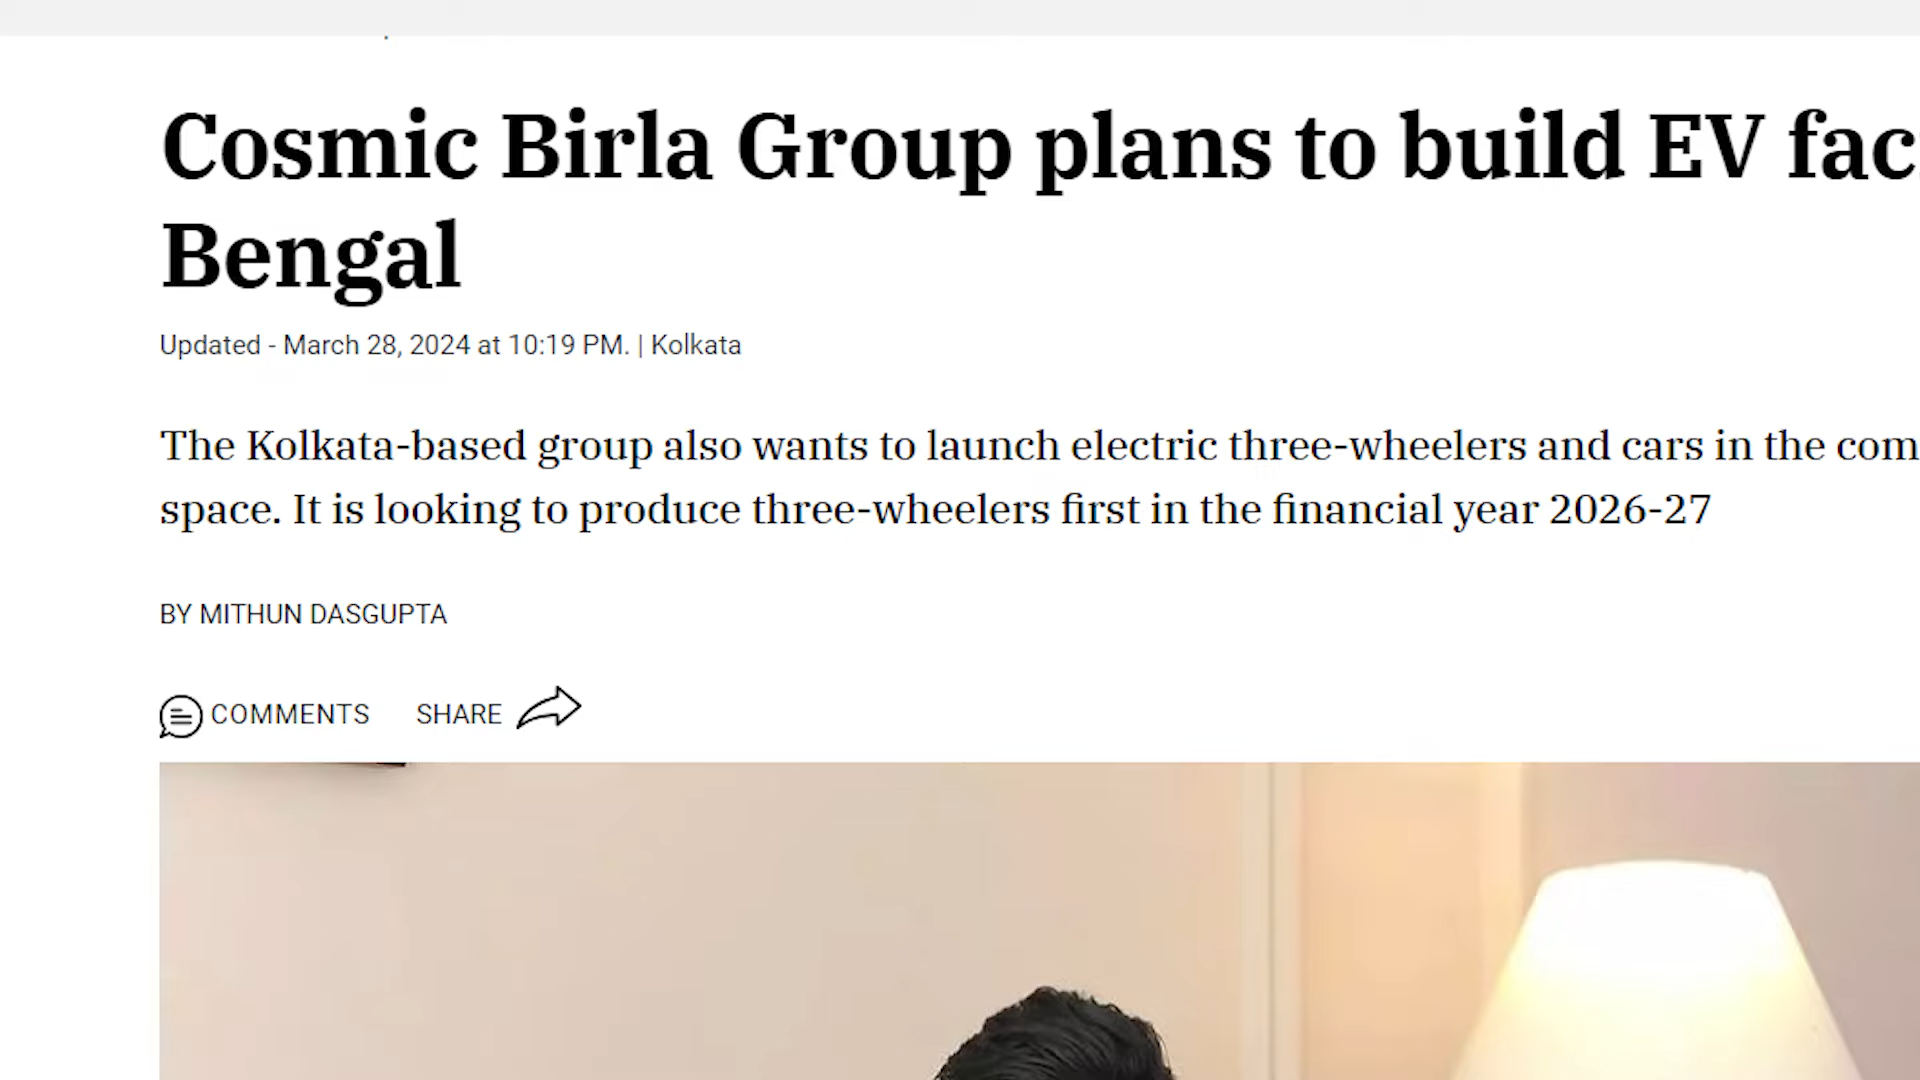 Cosmic Birla Group plans to build EV
Bengal
Updated - March 28, 2024 at 10:19 PM. | Kolkata
The Kolkata-based group also wants to launch electric three-wheelers and cars in the
space. It is looking to produce three-wheelers first in the financial year 2026-27
BY MITHUN DASGUPTA
COMMENTS SHARE